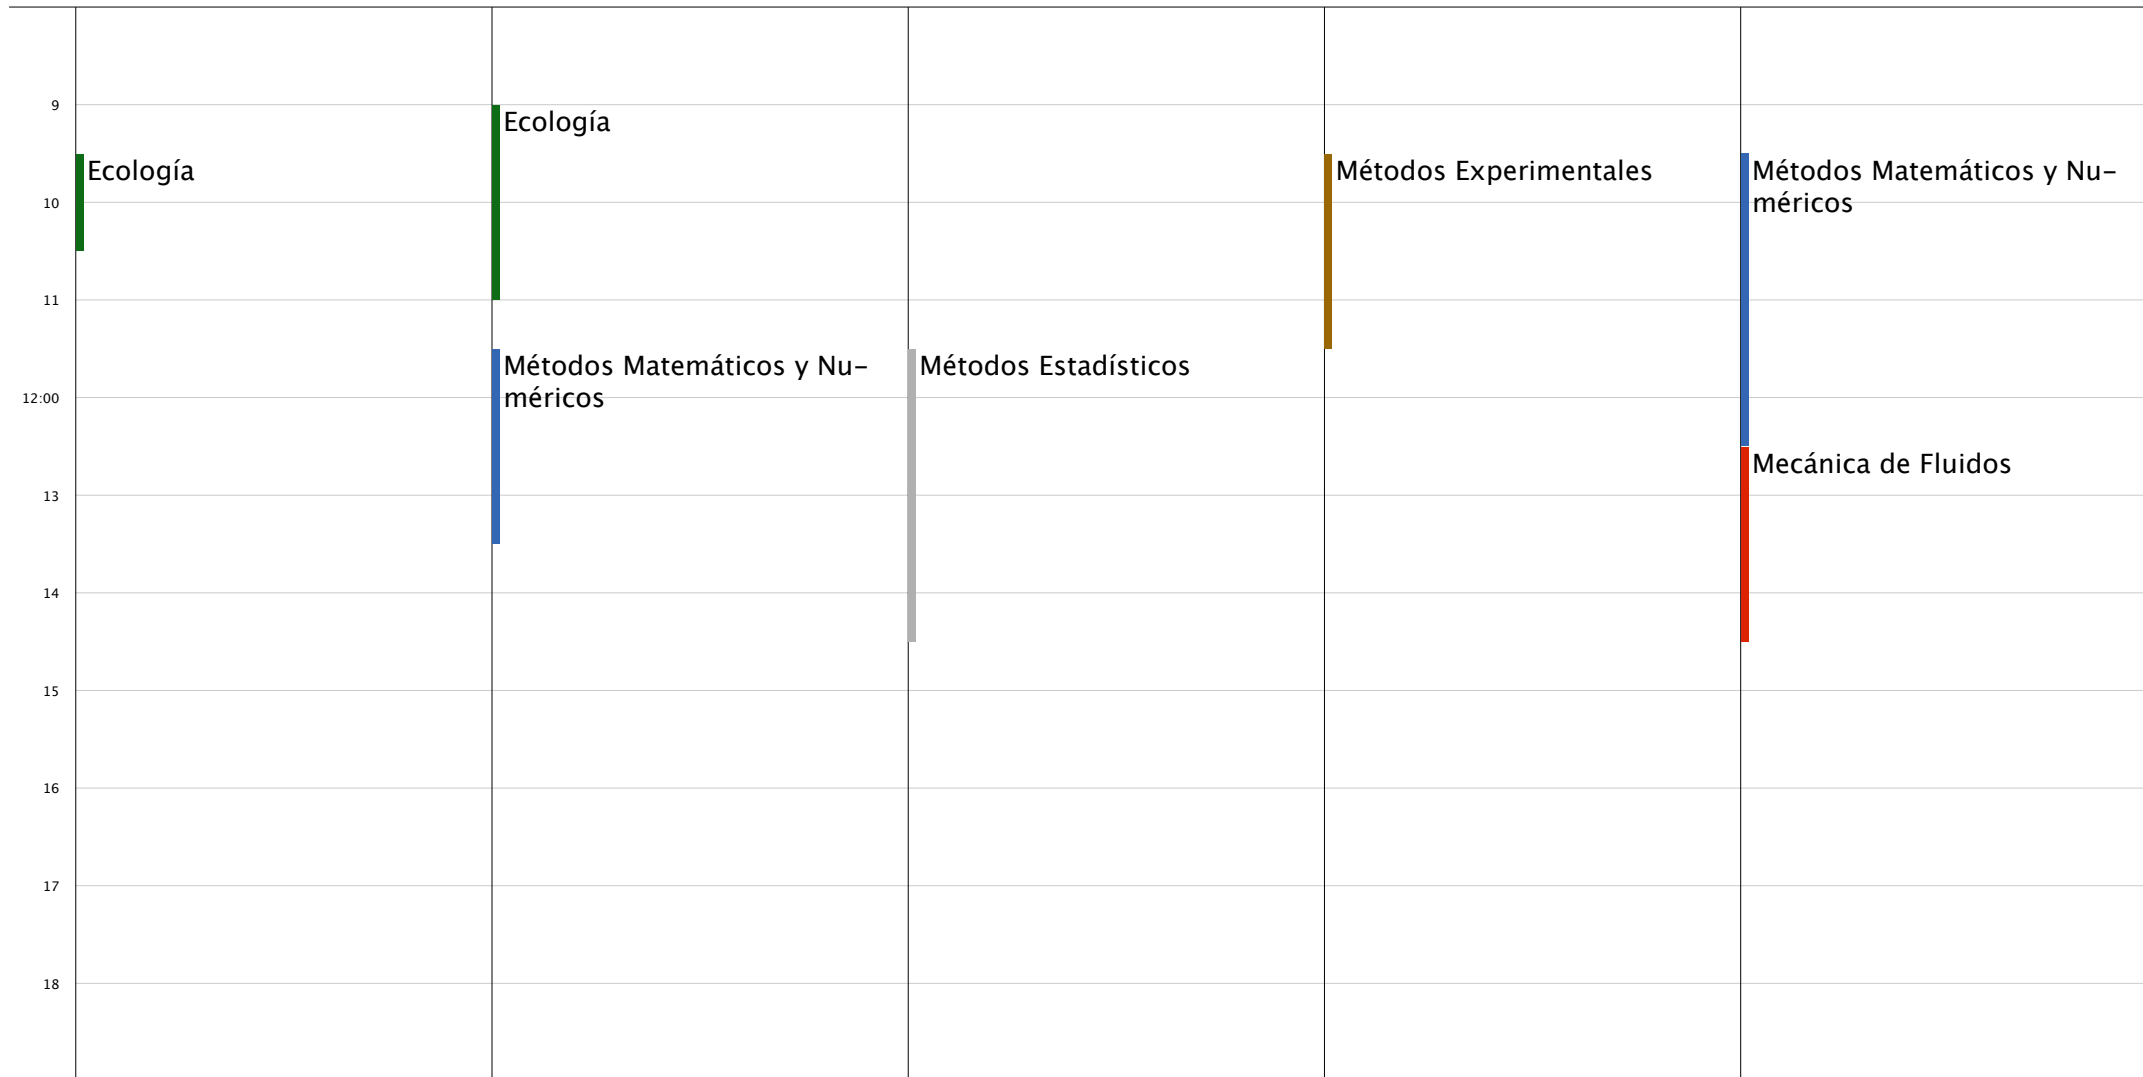 9
Ecología
Ecología
Métodos Experimentales
Métodos Matemáticos y Nu-
méricos
10
11
Métodos Matemáticos y Nu-
méricos
Métodos Estadísticos
12:00
Mecánica de Fluidos
13
14
15
16
17
18